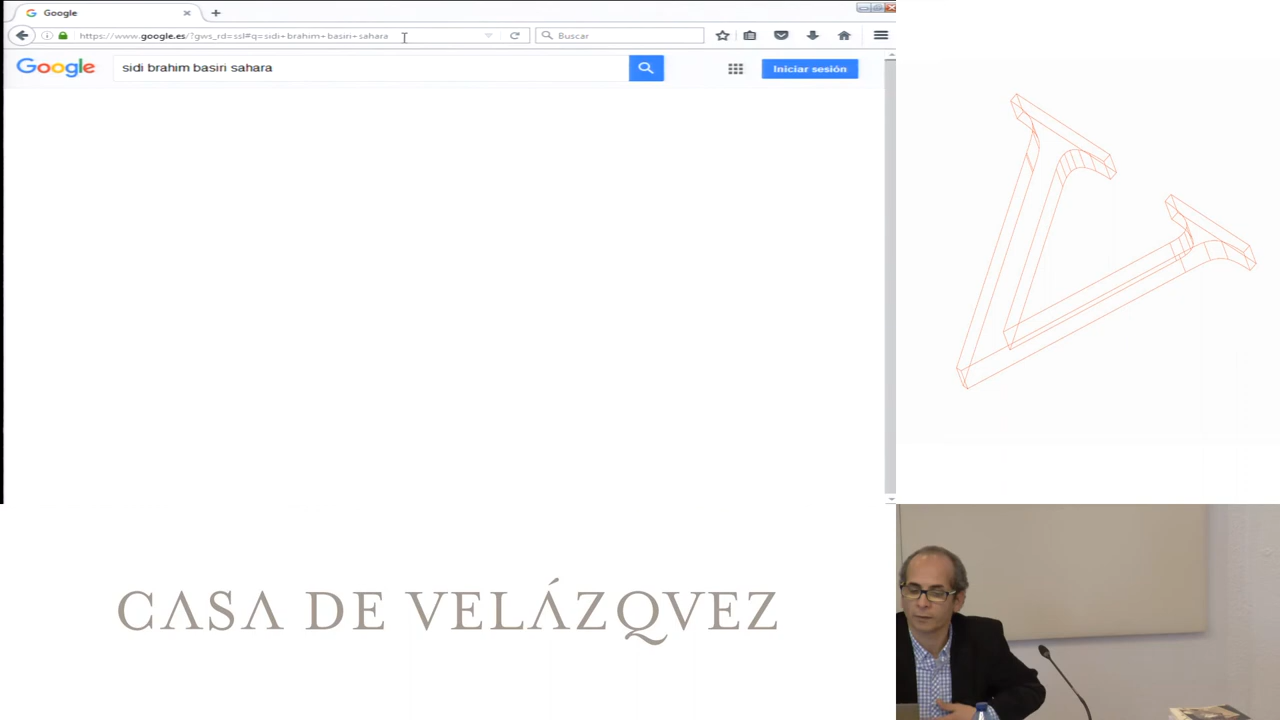 Google
https://www.google.es/?gws_rd=ssl#q=sidi+brahim+basiri+sahara
Buscar
Google
sidi brahim basiri sahara
Iniciar sesión
CASA DE VELÁZQVEZ